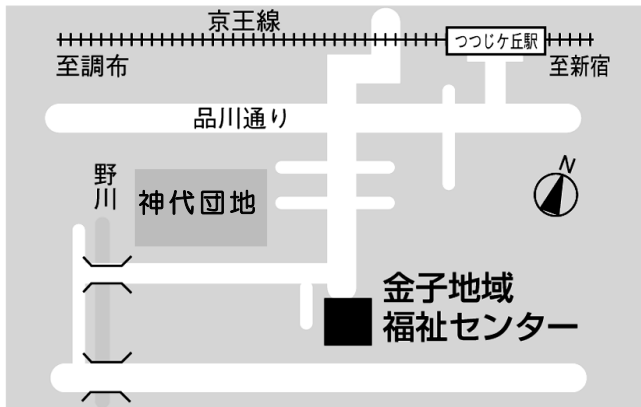 京王線
つつじケ丘駅
至調布
至新宿
品川通り
野川
神代団地
N
金子地域
福祉センター